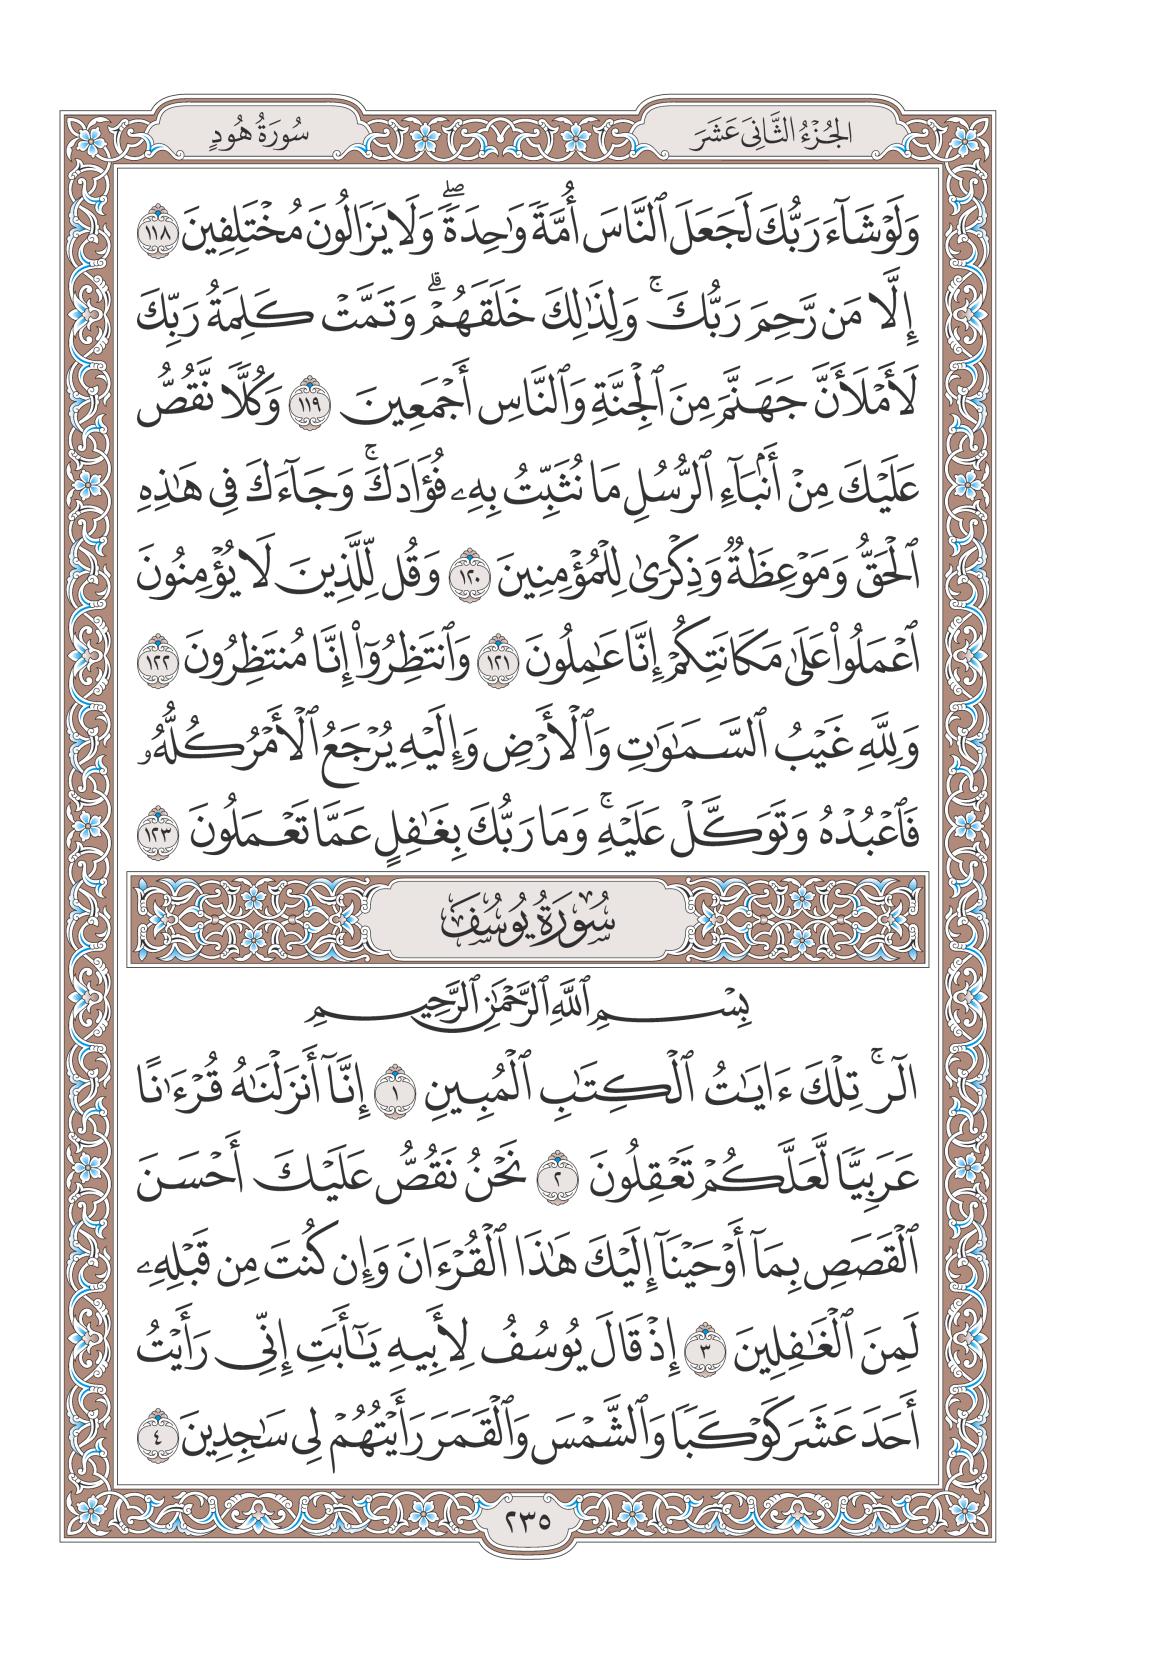 الجُزْءُ الثَّانِىَ عَشَرَ
سُورَةُ هُودٍ
وَلَوْ شَآءَ رَبُّكَ لَجَعَلَ ٱلنَّاسَ أُمَّةً وَٰحِدَةً ۖ وَلَا يَزَالُونَ مُخْتَلِفِينَ ١١٨
إِلَّا مَن رَّحِمَ رَبُّكَ ۚ وَلِذَٰلِكَ خَلَقَهُمْ ۗ وَتَمَّتْ كَلِمَةُ رَبِّكَ
لَأَمْلَأَنَّ جَهَنَّمَ مِنَ ٱلْجِنَّةِ وَٱلنَّاسِ أَجْمَعِينَ ١١٩ وَكُلًّا نَّقُصُّ
عَلَيْكَ مِنْ أَنۢبَآءِ ٱلرُّسُلِ مَا نُثَبِّتُ بِهِۦ فُؤَادَكَ ۚ وَجَآءَكَ فِى هَٰذِهِ
ٱلْحَقُّ وَمَوْعِظَةٌ وَذِكْرَىٰ لِلْمُؤْمِنِينَ ١٢٠ وَقُل لِّلَّذِينَ لَا يُؤْمِنُونَ
ٱعْمَلُوا۟ عَلَىٰ مَكَانَتِكُمْ إِنَّا عَٰمِلُونَ ١٢١ وَٱنتَظِرُوٓا۟ إِنَّا مُنتَظِرُونَ ١٢٢
وَلِلَّهِ غَيْبُ ٱلسَّمَٰوَٰتِ وَٱلْأَرْضِ وَإِلَيْهِ يُرْجَعُ ٱلْأَمْرُ كُلُّهُۥ
فَٱعْبُدْهُ وَتَوَكَّلْ عَلَيْهِ ۚ وَمَا رَبُّكَ بِغَٰفِلٍ عَمَّا تَعْمَلُونَ ١٢٣
سُورَةُ يُوسُفَ
بِسْمِ ٱللَّهِ ٱلرَّحْمَٰنِ ٱلرَّحِيمِ
الٓر ۚ تِلْكَ ءَايَٰتُ ٱلْكِتَٰبِ ٱلْمُبِينِ ١ إِنَّآ أَنزَلْنَٰهُ قُرْءَٰنًا
عَرَبِيًّا لَّعَلَّكُمْ تَعْقِلُونَ ٢ نَحْنُ نَقُصُّ عَلَيْكَ أَحْسَنَ
ٱلْقَصَصِ بِمَآ أَوْحَيْنَآ إِلَيْكَ هَٰذَا ٱلْقُرْءَانَ وَإِن كُنتَ مِن قَبْلِهِۦ
لَمِنَ ٱلْغَٰفِلِينَ ٣ إِذْ قَالَ يُوسُفُ لِأَبِيهِ يَٰٓأَبَتِ إِنِّى رَأَيْتُ
أَحَدَ عَشَرَ كَوْكَبًا وَٱلشَّمْسَ وَٱلْقَمَرَ رَأَيْتُهُمْ لِى سَٰجِدِينَ ٤
٢٣٥